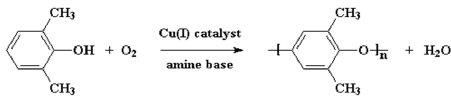 CH₃ CH₃
Cu(I) catalyst
OH + O₂ O n + H₂O
amine base
CH₃ CH₃